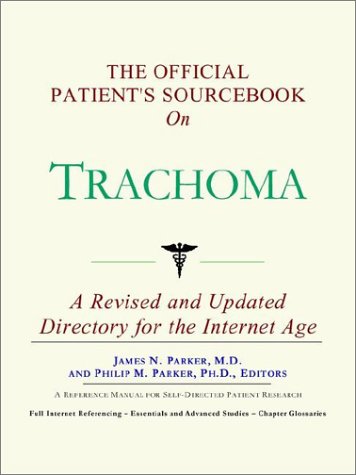 THE OFFICIAL
PATIENT'S SOURCEBOOK
On
TRACHOMA
A Revised and Updated
Directory for the Internet Age
JAMES N. PARKER, M.D.
AND PHILIP M. PARKER, PH.D., EDITORS
A REFERENCE MANUAL FOR SELF-DIRECTED PATIENT RESEARCH
Full Internet Referencing – Essentials and Advanced Studies – Chapter Glossaries